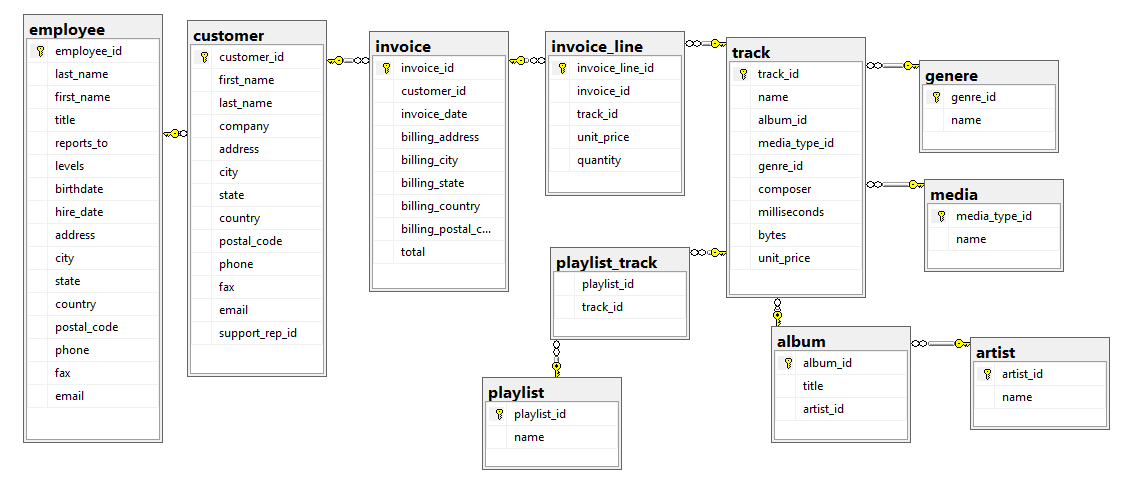 employee
employee_id
last_name
first_name
title
reports_to
levels
birthdate
hire_date
address
city
state
country
postal_code
phone
fax
email
customer
customer_id
first_name
last_name
company
address
city
state
country
postal_code
phone
fax
email
support_rep_id
invoice
invoice_id
customer_id
invoice_date
billing_address
billing_city
billing_state
billing_country
billing_postal_c...
total
invoice_line
invoice_line_id
invoice_id
track_id
unit_price
quantity
track
track_id
name
album_id
media_type_id
genre_id
composer
milliseconds
bytes
unit_price
genere
genre_id
name
media
media_type_id
name
playlist_track
playlist_id
track_id
playlist
playlist_id
name
album
album_id
title
artist_id
artist
artist_id
name